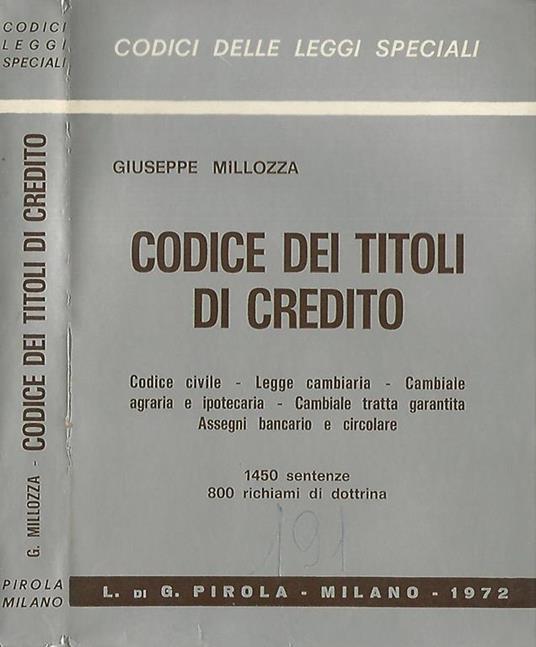 CODICI
LEGGI
SPECIALI
G. MILLOZZA - CODICE DEI TITOLI DI CREDITO
PIROLA
MILANO
CODICI DELLE LEGGI SPECIALI
GIUSEPPE MILLOZZA
CODICE DEI TITOLI
DI CREDITO
Codice civile - Legge cambiaria - Cambiale
agraria e ipotecaria - Cambiale tratta garantita
Assegni bancario e circolare
1450 sentenze
800 richiami di dottrina
191
L. DI G. PIROLA - MILANO - 1972